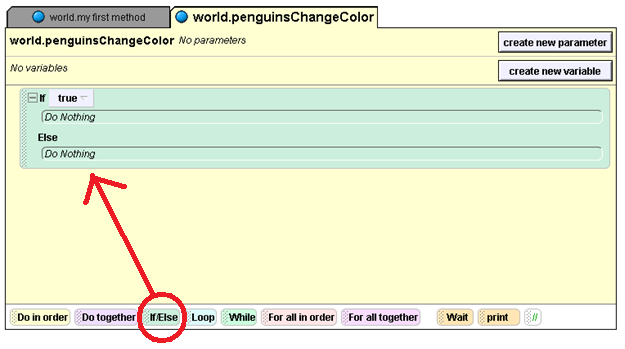 world.my first method world.penguinsChangeColor
world.penguinsChangeColor No parameters create new parameter
No variables create new variable
If true
Do Nothing
Else
Do Nothing
Do in order Do together If/Else Loop While For all in order For all together Wait print //